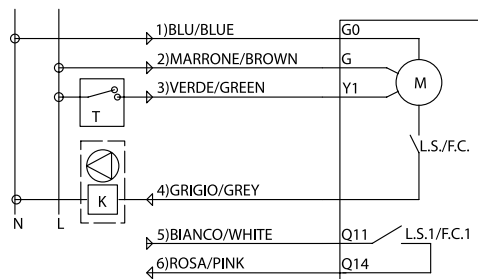 1)BLU/BLUE G0
2)MARRONE/BROWN G
3)VERDE/GREEN Y1
M
T
L.S./F.C.
K
4)GRIGIO/GREY
N L
5)BIANCO/WHITE Q11 L.S.1/F.C.1
6)ROSA/PINK Q14